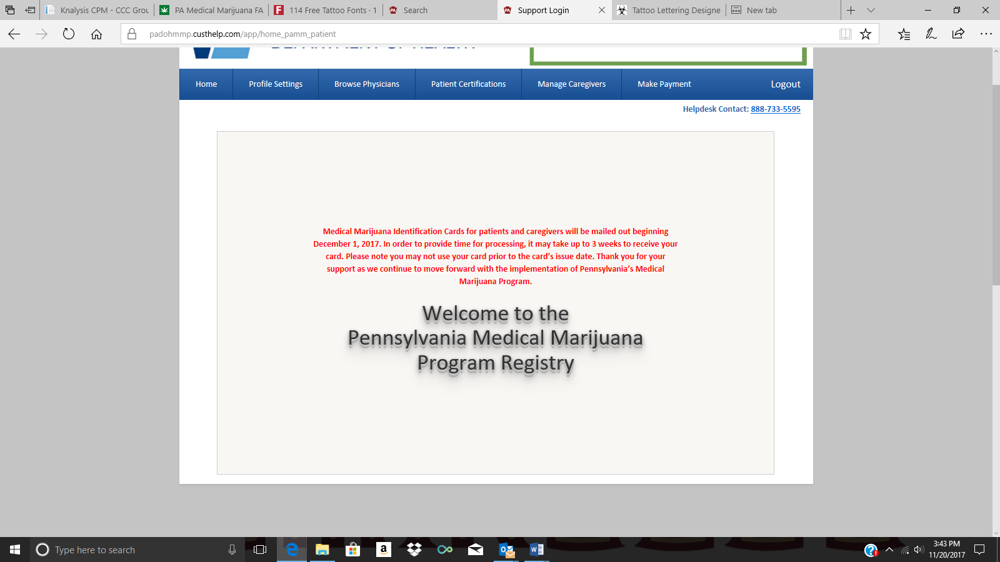 Knalysis CPM - CCC Grou
PA Medical Marijuana FA
114 Free Tattoo Fonts · 1
Search
Support Login
Tattoo Lettering Designe
New tab
padohmmp.custhelp.com/app/home_pamm_patient
DEPARTMENT OF HEALTH
Home
Profile Settings
Browse Physicians
Patient Certifications
Manage Caregivers
Make Payment
Logout
Helpdesk Contact: 888-733-5595
Medical Marijuana Identification Cards for patients and caregivers will be mailed out beginning
December 1, 2017. In order to provide time for processing, it may take up to 3 weeks to receive your
card. Please note you may not use your card prior to the card's issue date. Thank you for your
support as we continue to move forward with the implementation of Pennsylvania's Medical
Marijuana Program.
Welcome to the
Pennsylvania Medical Marijuana
Program Registry
Type here to search
3:43 PM
11/20/2017